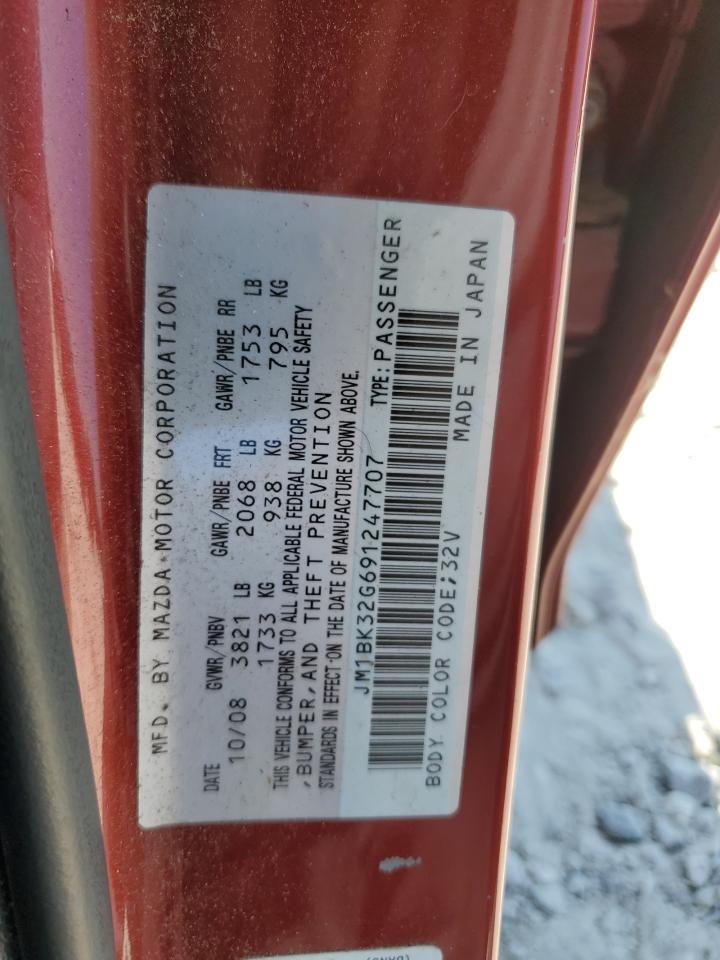 MFD. BY MAZDA MOTOR CORPORATION
DATE GVWR/PNBV GAWR/PNBE FRT GAWR/PNBE RR
10/08 3821 LB 2068 LB 1753 LB
1733 KG 938 KG 795 KG
THIS VEHICLE CONFORMS TO ALL APPLICABLE FEDERAL MOTOR VEHICLE SAFETY
,BUMPER, AND THEFT PREVENTION
STANDARDS IN EFFECT ON THE DATE OF MANUFACTURE SHOWN ABOVE.
JM1BK32G691247707 TYPE: PASSENGER
BODY COLOR CODE;32V MADE IN JAPAN